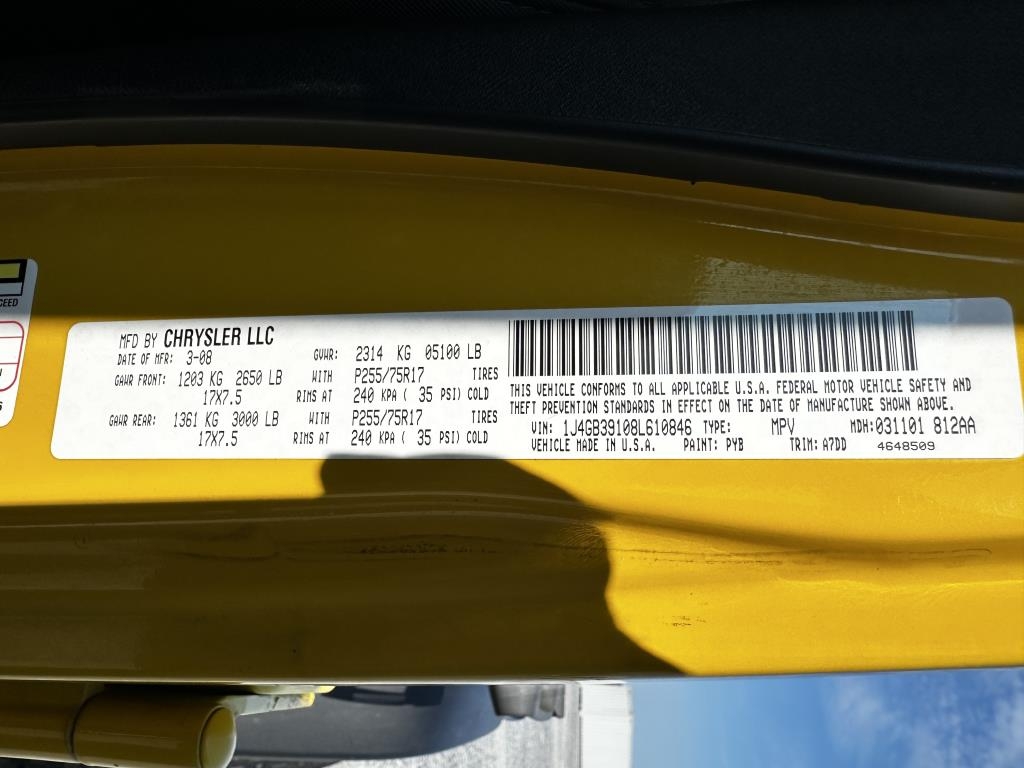 CEED
MFD BY CHRYSLER LLC
DATE OF MFR: 3-08 GVWR: 2314 KG 05100 LB
GAWR FRONT: 1203 KG 2650 LB WITH P255/75R17 TIRES
17X7.5 RIMS AT 240 KPA ( 35 PSI) COLD
GAWR REAR: 1361 KG 3000 LB WITH P255/75R17 TIRES
17X7.5 RIMS AT 240 KPA ( 35 PSI) COLD
THIS VEHICLE CONFORMS TO ALL APPLICABLE U.S.A. FEDERAL MOTOR VEHICLE SAFETY AND
THEFT PREVENTION STANDARDS IN EFFECT ON THE DATE OF MANUFACTURE SHOWN ABOVE.
VIN: 1J4GB39108L610846 TYPE: MPV MDH: 031101 812AA
VEHICLE MADE IN U.S.A. PAINT: PYB TRIM: A7DD 4648509